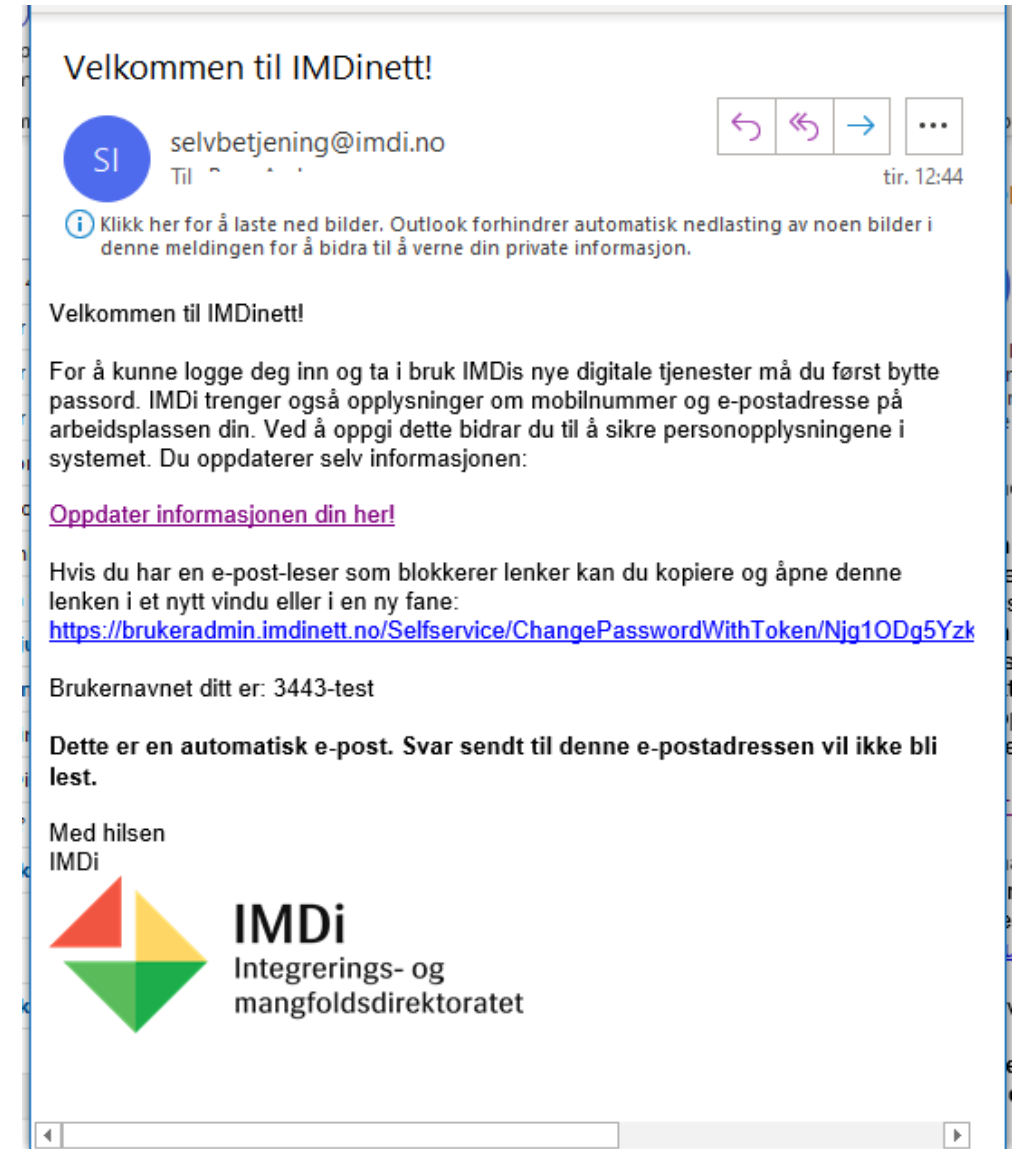 Velkommen til IMDinett!
SI
selvbetjening@imdi.no
Til
tir. 12:44
Klikk her for å laste ned bilder. Outlook forhindrer automatisk nedlasting av noen bilder i
denne meldingen for å bidra til å verne din private informasjon.
Velkommen til IMDinett!
For å kunne logge deg inn og ta i bruk IMDis nye digitale tjenester må du først bytte
passord. IMDi trenger også opplysninger om mobilnummer og e-postadresse på
arbeidsplassen din. Ved å oppgi dette bidrar du til å sikre personopplysningene i
systemet. Du oppdaterer selv informasjonen:
Oppdater informasjonen din her!
Hvis du har en e-post-leser som blokkerer lenker kan du kopiere og åpne denne
lenken i et nytt vindu eller i en ny fane:
https://brukeradmin.imdinett.no/Selfservice/ChangePasswordWithToken/Njg1ODg5Yzk
Brukernavnet ditt er: 3443-test
Dette er en automatisk e-post. Svar sendt til denne e-postadressen vil ikke bli
lest.
Med hilsen
IMDi
IMDi
Integrerings- og
mangfoldsdirektoratet